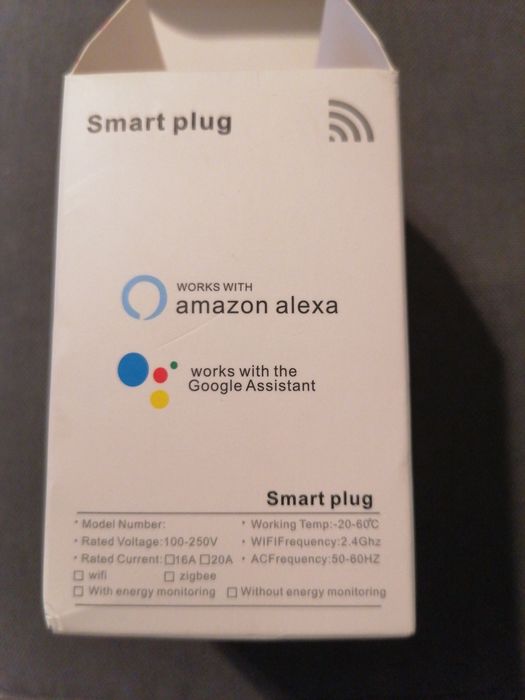 Smart plug
WORKS WITH
amazon alexa
works with the
Google Assistant
Smart plug
· Model Number:
· Working Temp:-20-60℃
· Rated Voltage:100-250V
· WIFIFrequency:2.4Ghz
· Rated Current:☐16A ☐20A
· ACFrequency:50-60HZ
☐ wifi ☐ zigbee
☐ With energy monitoring ☐ Without energy monitoring